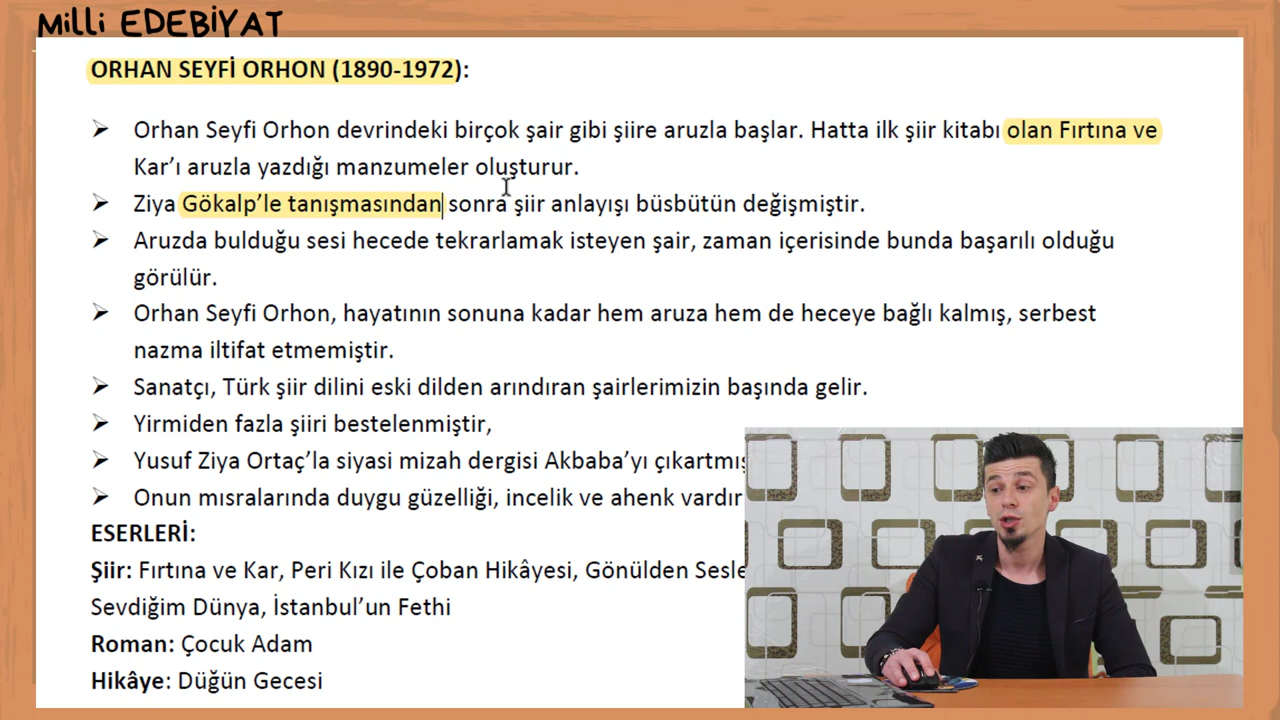 Milli EDEBİYAT
ORHAN SEYFİ ORHON (1890-1972):
➢ Orhan Seyfi Orhon devrindeki birçok şair gibi şiire aruzla başlar. Hatta ilk şiir kitabı olan Fırtına ve
Kar’ı aruzla yazdığı manzumeler oluşturur.
➢ Ziya Gökalp’le tanışmasından sonra şiir anlayışı büsbütün değişmiştir.
➢ Aruzda bulduğu sesi hecede tekrarlamak isteyen şair, zaman içerisinde bunda başarılı olduğu
görülür.
➢ Orhan Seyfi Orhon, hayatının sonuna kadar hem aruza hem de heceye bağlı kalmış, serbest
nazma iltifat etmemiştir.
➢ Sanatçı, Türk şiir dilini eski dilden arındıran şairlerimizin başında gelir.
➢ Yirmiden fazla şiiri bestelenmiştir,
➢ Yusuf Ziya Ortaç’la siyasi mizah dergisi Akbaba’yı çıkartmış
➢ Onun mısralarında duygu güzelliği, incelik ve ahenk vardır
ESERLERİ:
Şiir: Fırtına ve Kar, Peri Kızı ile Çoban Hikâyesi, Gönülden Sesle
Sevdiğim Dünya, İstanbul’un Fethi
Roman: Çocuk Adam
Hikâye: Düğün Gecesi